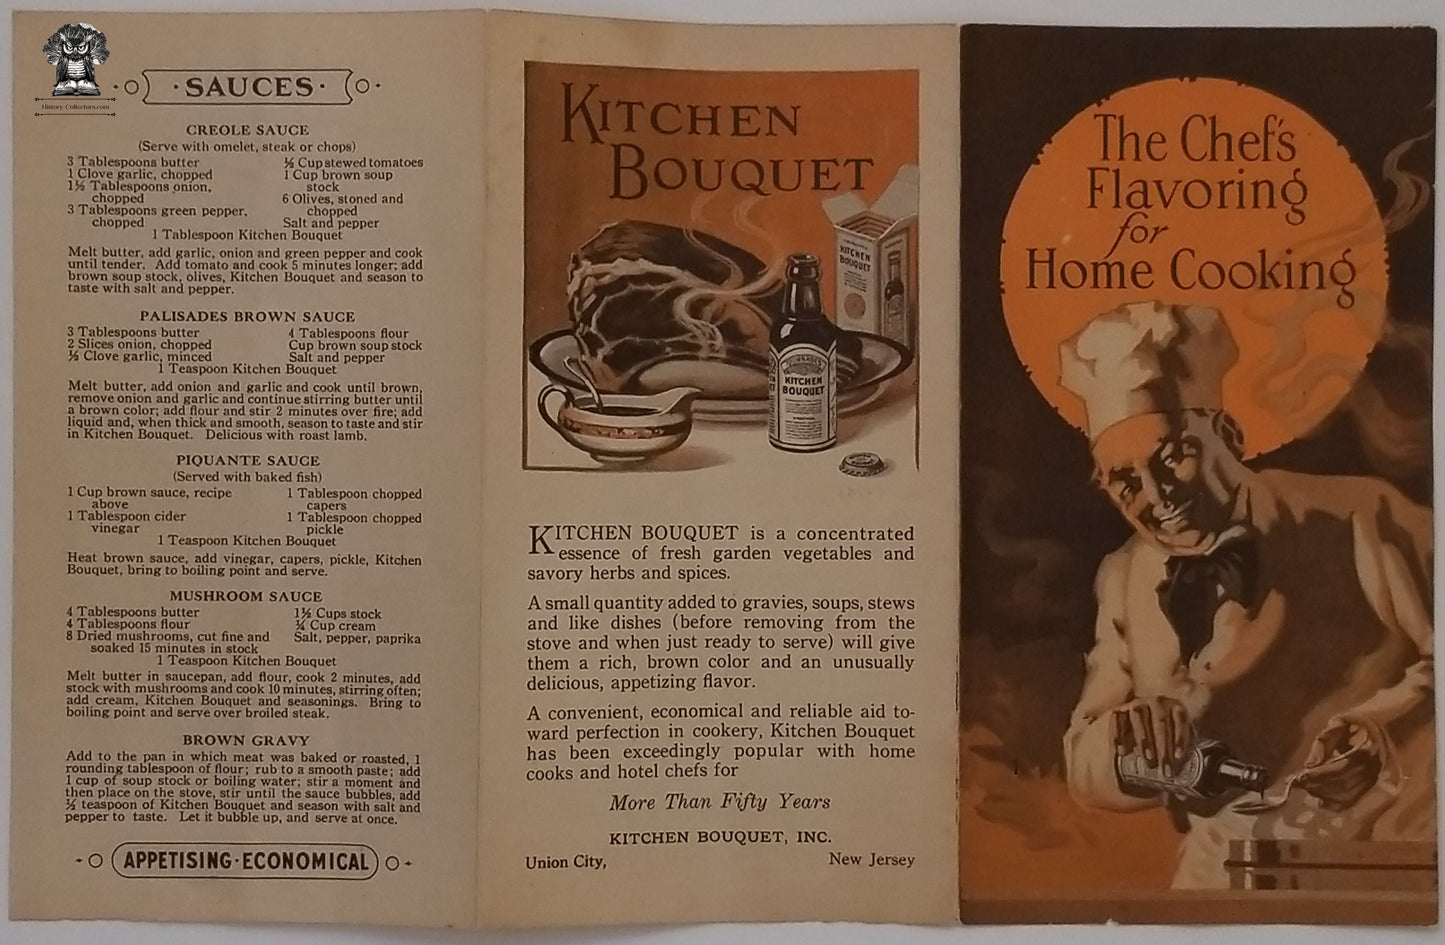 History-Collectors.com
·SAUCES·
CREOLE SAUCE
(Serve with omelet, steak or chops)
3 Tablespoons butter
1 Clove garlic, chopped
1½ Tablespoons onion,
chopped
3 Tablespoons green pepper,
chopped
½ Cup stewed tomatoes
1 Cup brown soup
stock
6 Olives, stoned and
chopped
Salt and pepper
1 Tablespoon Kitchen Bouquet
Melt butter, add garlic, onion and green pepper and cook
until tender. Add tomato and cook 5 minutes longer; add
brown soup stock, olives, Kitchen Bouquet and season to
taste with salt and pepper.
PALISADES BROWN SAUCE
3 Tablespoons butter
2 Slices onion, chopped
½ Clove garlic, minced
4 Tablespoons flour
Cup brown soup stock
Salt and pepper
1 Teaspoon Kitchen Bouquet
Melt butter, add onion and garlic and cook until brown,
remove onion and garlic and continue stirring butter until
a brown color; add flour and stir 2 minutes over fire; add
liquid and, when thick and smooth, season to taste and stir
in Kitchen Bouquet. Delicious with roast lamb.
PIQUANTE SAUCE
(Served with baked fish)
1 Cup brown sauce, recipe
above
1 Tablespoon cider
vinegar
1 Tablespoon chopped
capers
1 Tablespoon chopped
pickle
1 Teaspoon Kitchen Bouquet
Heat brown sauce, add vinegar, capers, pickle, Kitchen
Bouquet, bring to boiling point and serve.
MUSHROOM SAUCE
4 Tablespoons butter
4 Tablespoons flour
8 Dried mushrooms, cut fine and
soaked 15 minutes in stock
1½ Cups stock
¼ Cup cream
Salt, pepper, paprika
1 Teaspoon Kitchen Bouquet
Melt butter in saucepan, add flour, cook 2 minutes, add
stock with mushrooms and cook 10 minutes, stirring often;
add cream, Kitchen Bouquet and seasonings. Bring to
boiling point and serve over broiled steak.
BROWN GRAVY
Add to the pan in which meat was baked or roasted, 1
rounding tablespoon of flour; rub to a smooth paste; add
1 cup of soup stock or boiling water; stir a moment and
then place on the stove, stir until the sauce bubbles, add
½ teaspoon of Kitchen Bouquet and season with salt and
pepper to taste. Let it bubble up, and serve at once.
APPETISING·ECONOMICAL
KITCHEN
BOUQUET
KITCHEN
BOUQUET
KITCHEN
BOUQUET
KITCHEN BOUQUET is a concentrated
essence of fresh garden vegetables and
savory herbs and spices.
A small quantity added to gravies, soups, stews
and like dishes (before removing from the
stove and when just ready to serve) will give
them a rich, brown color and an unusually
delicious, appetizing flavor.
A convenient, economical and reliable aid to-
ward perfection in cookery, Kitchen Bouquet
has been exceedingly popular with home
cooks and hotel chefs for
More Than Fifty Years
KITCHEN BOUQUET, INC.
Union City, New Jersey
The Chef's
Flavoring
for
Home Cooking